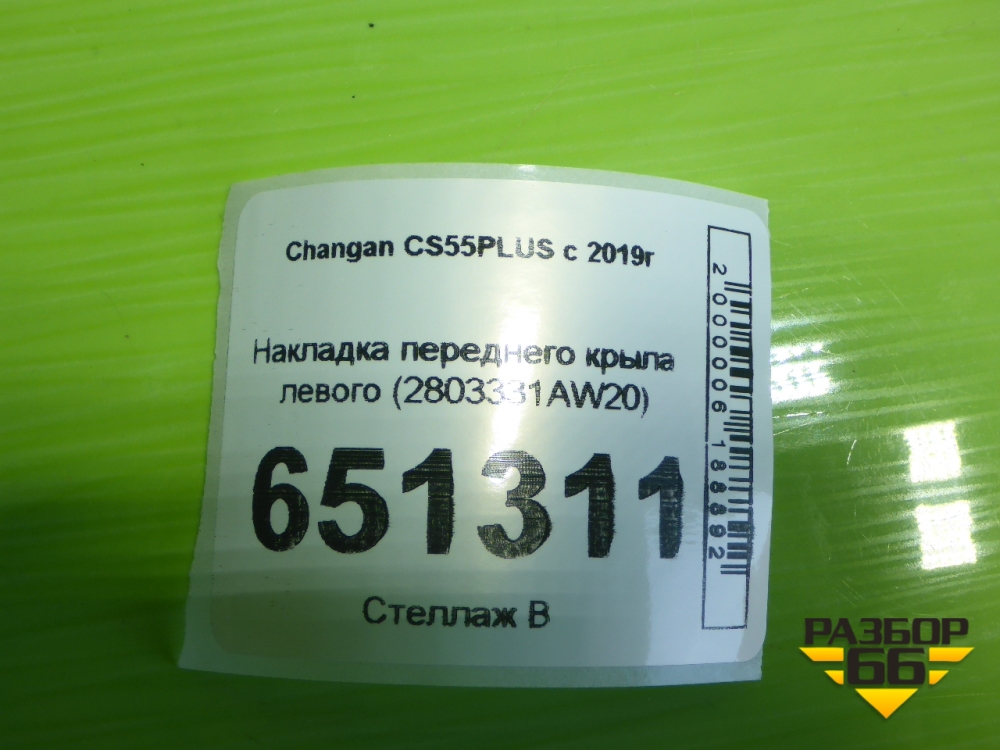 Changan CS55PLUS с 2019г
Накладка переднего крыла
левого (2803331AW20)
651311
Стеллаж В
2000006188892
РАЗБОР
66